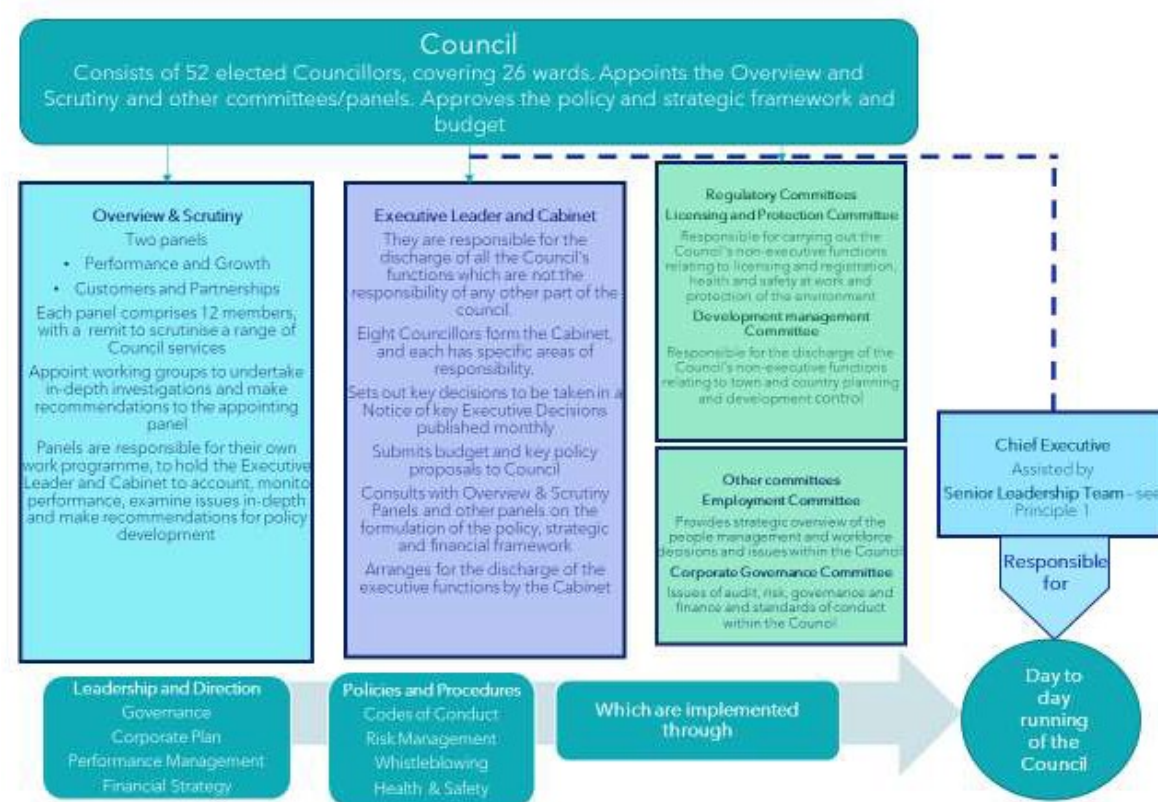 Council
Consists of 52 elected Councillors, covering 26 wards. Appoints the Overview and
Scrutiny and other committees/panels. Approves the policy and strategic framework and
budget
Overview & Scrutiny
Two panels
• Performance and Growth
• Customers and Partnerships
Each panel comprises 12 members,
with a remit to scrutinise a range of
Council services
Appoint working groups to undertake
in-depth investigations and make
recommendations to the appointing
panel
Panels are responsible for their own
work programme, to hold the Executive
Leader and Cabinet to account, monito
performance, examine issues in-depth
and make recommendations for policy
development
Executive Leader and Cabinet
They are responsible for the
discharge of all the Council's
functions which are not the
responsibility of any other part of the
council.
Eight Councillors form the Cabinet,
and each has specific areas of
responsibility.
Sets out key decisions to be taken in a
Notice of key Executive Decisions
published monthly
Submits budget and key policy
proposals to Council
Consults with Overview & Scrutiny
Panels and other panels on the
formulation of the policy, strategic
and financial framework
Arranges for the discharge of the
executive functions by the Cabinet
Regulatory Committees
Licensing and Protection Committee
Responsible for carrying out the
Council's non-executive functions
relating to licensing and registration,
health and safety at work and
protection of the environment
Development management
Committee
Responsible for the discharge of the
Council's non-executive functions
relating to town and country planning
and development control
Other committees
Employment Committee
Provides strategic overview of the
people management and workforce
decisions and issues within the Council
Corporate Governance Committee
Issues of audit, risk, governance and
finance and standards of conduct
within the Council
Chief Executive
Assisted by
Senior Leadership Team - see
Principle 1
Responsible
for
Day to
day
running
of the
Council
Leadership and Direction
Governance
Corporate Plan
Performance Management
Financial Strategy
Policies and Procedures
Codes of Conduct
Risk Management
Whistleblowing
Health & Safety
Which are implemented
through